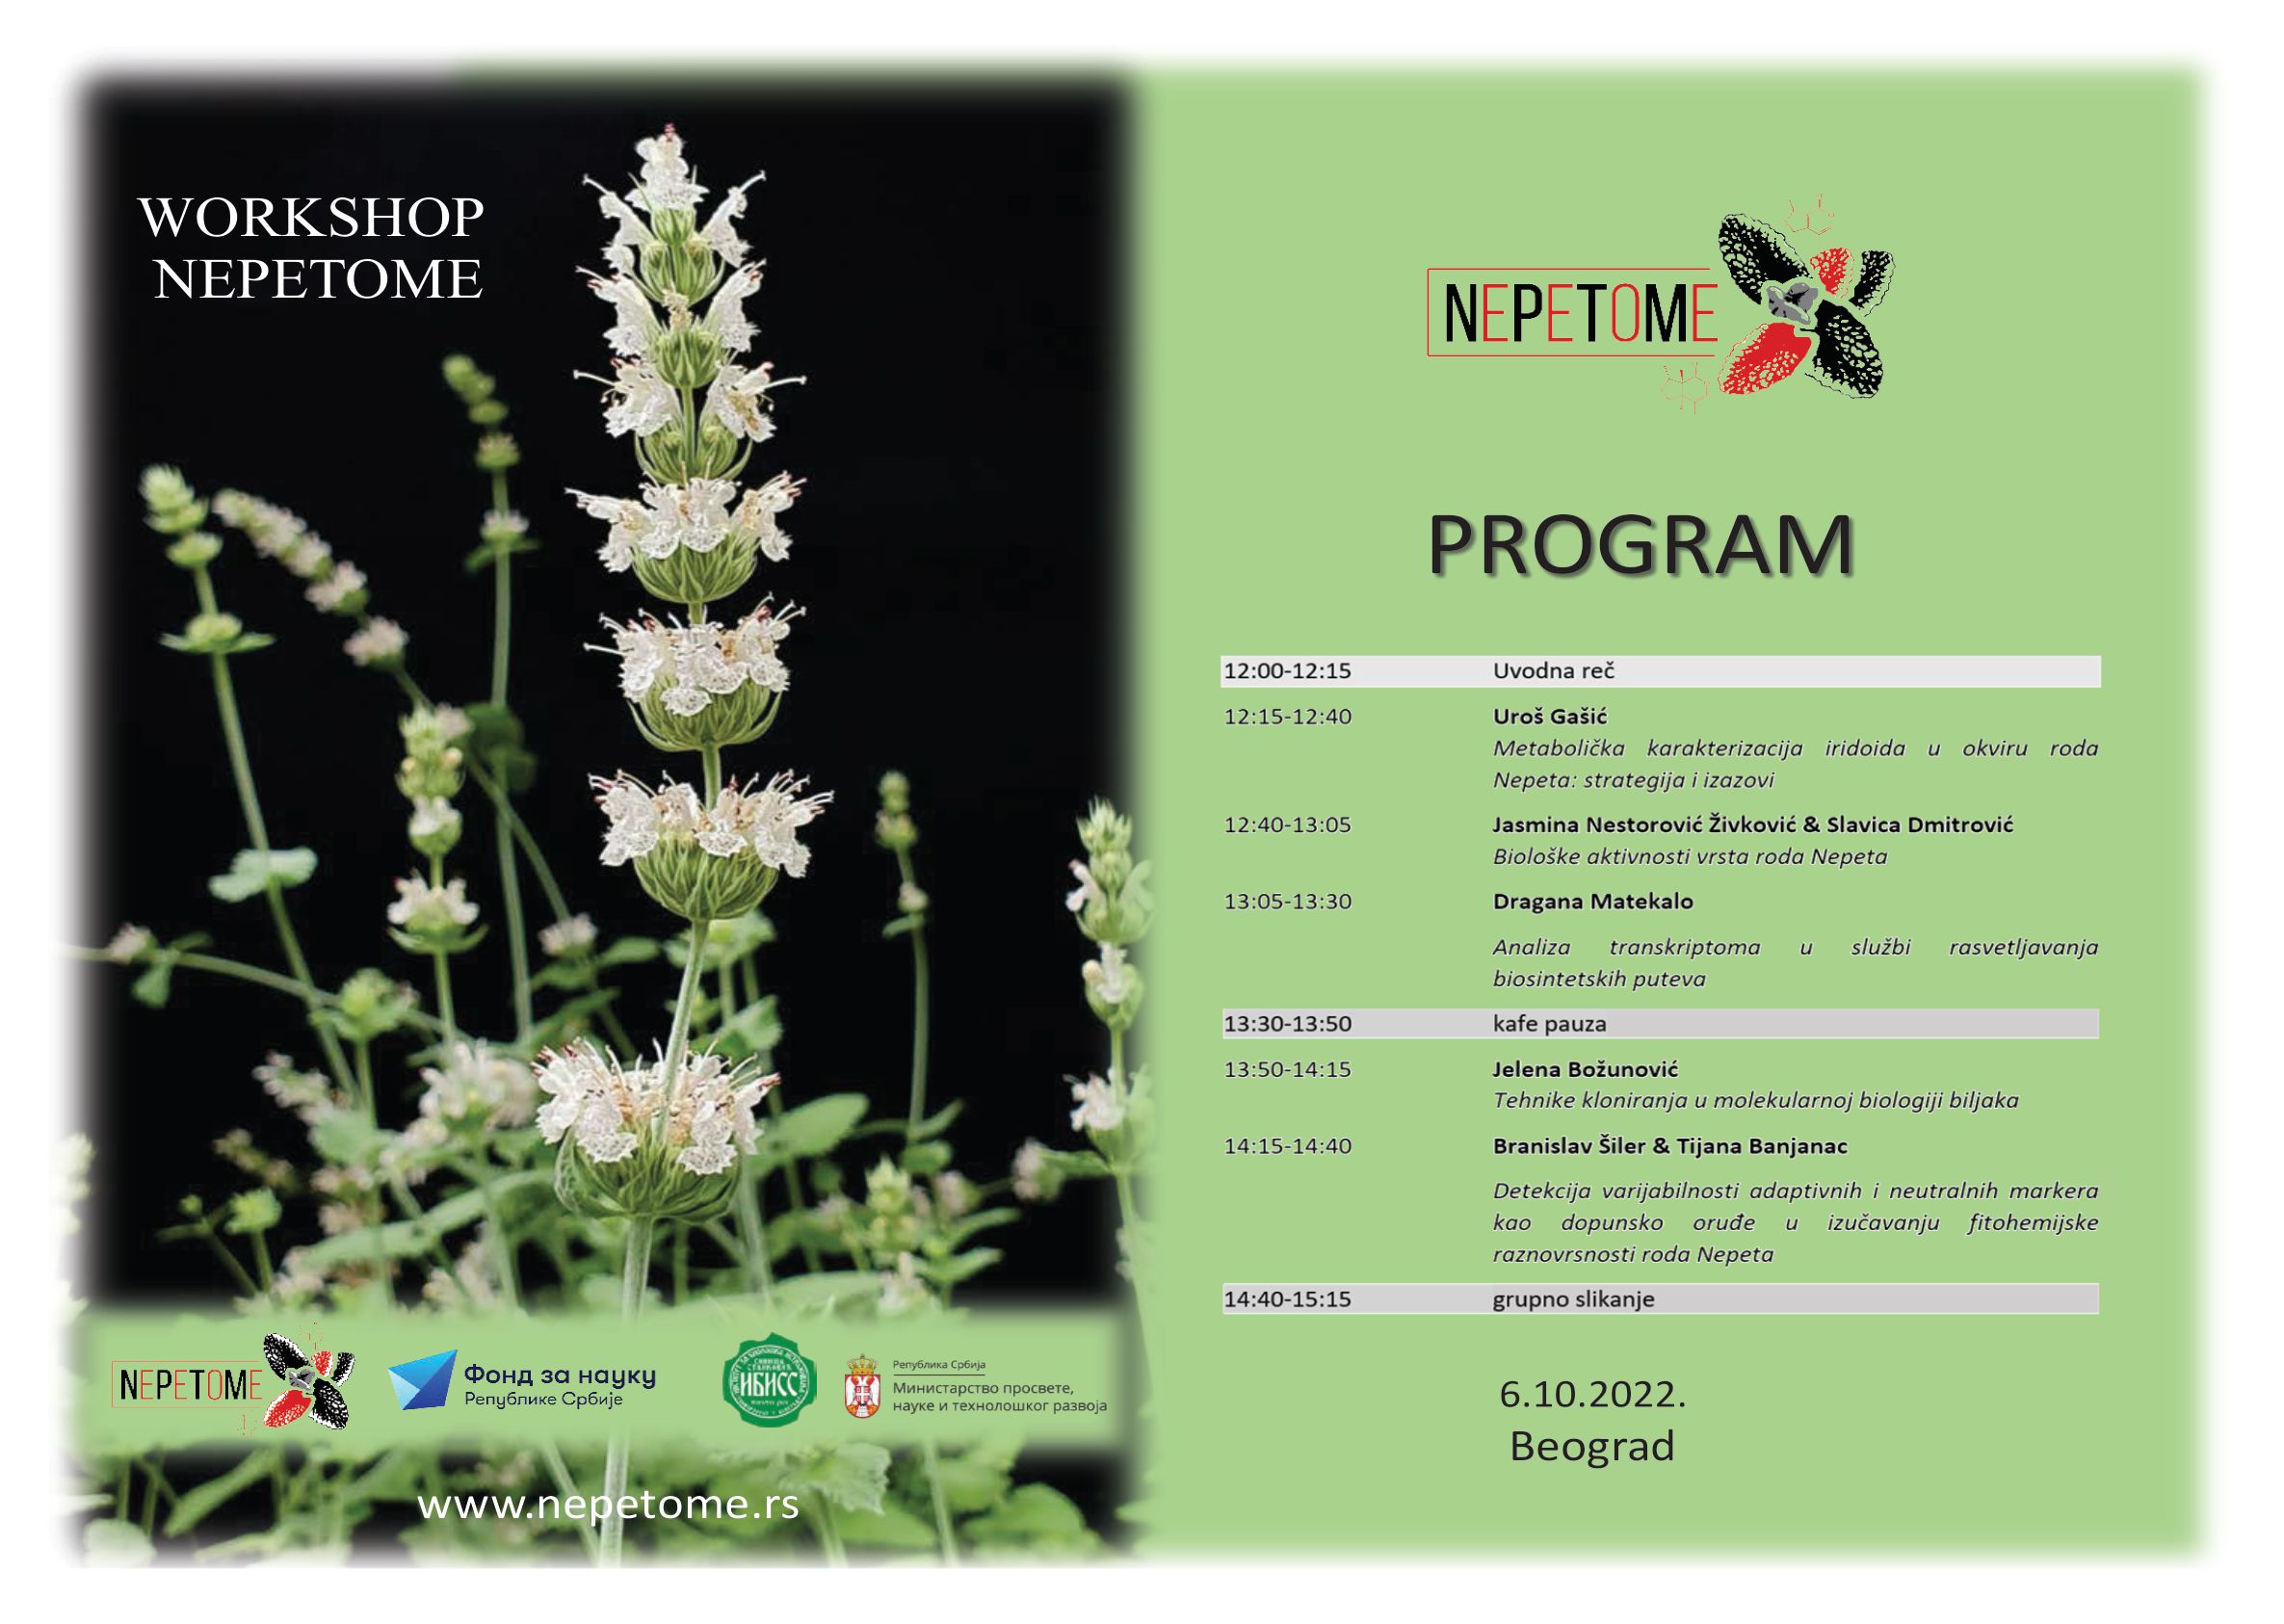 WORKSHOP
NEPETOME
NEPETOME
Фонд за науку
Републике Србије
ИБИСС
Република Србија
Министарство просвете,
науке и технолошког развоја
www.nepetome.rs
NEPETOME
PROGRAM
12:00-12:15 Uvodna reč
12:15-12:40 Uroš Gašić
Metabolička karakterizacija iridoida u okviru roda
Nepeta: strategija i izazovi
12:40-13:05 Jasmina Nestorović Živković & Slavica Dmitrović
Biološke aktivnosti vrsta roda Nepeta
13:05-13:30 Dragana Matekalo
Analiza transkriptoma u službi rasvetljavanja
biosintetskih puteva
13:30-13:50 kafe pauza
13:50-14:15 Jelena Božunović
Tehnike kloniranja u molekularnoj biologiji biljaka
14:15-14:40 Branislav Šiler & Tijana Banjanac
Detekcija varijabilnosti adaptivnih i neutralnih markera
kao dopunsko oruđe u izučavanju fitohemijske
raznovrsnosti roda Nepeta
14:40-15:15 grupno slikanje
6.10.2022.
Beograd